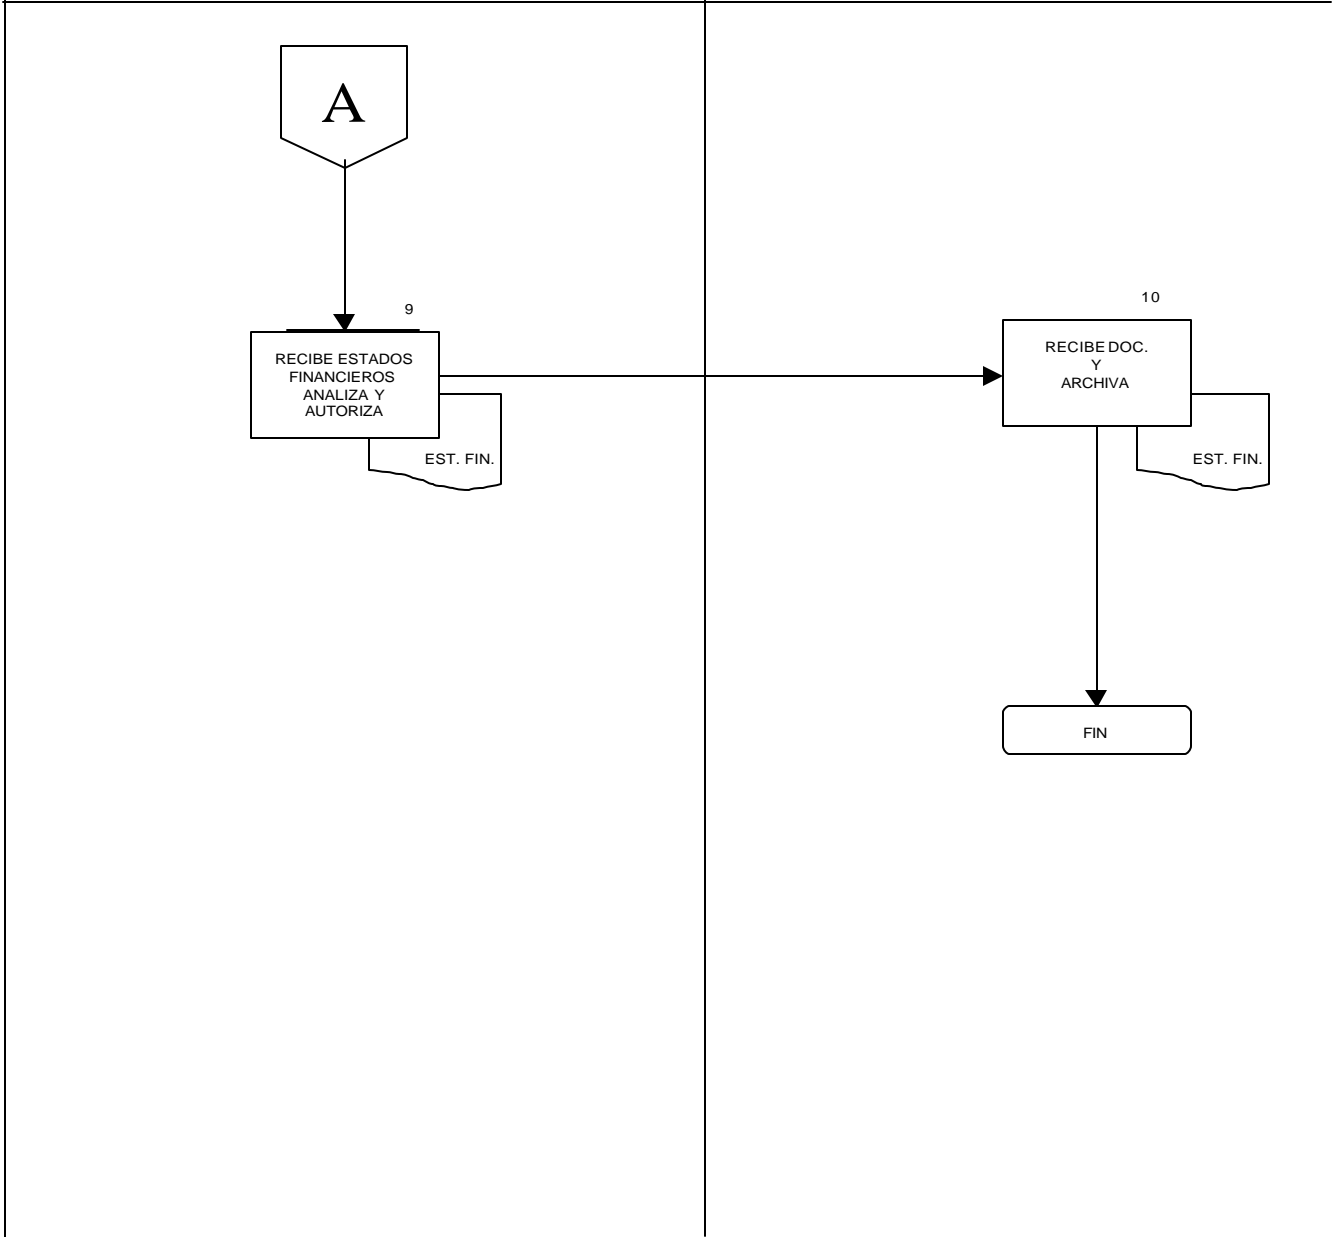 A
9
RECIBE ESTADOS
FINANCIEROS
ANALIZA Y
AUTORIZA
EST. FIN.
10
RECIBE DOC.
Y
ARCHIVA
EST. FIN.
FIN